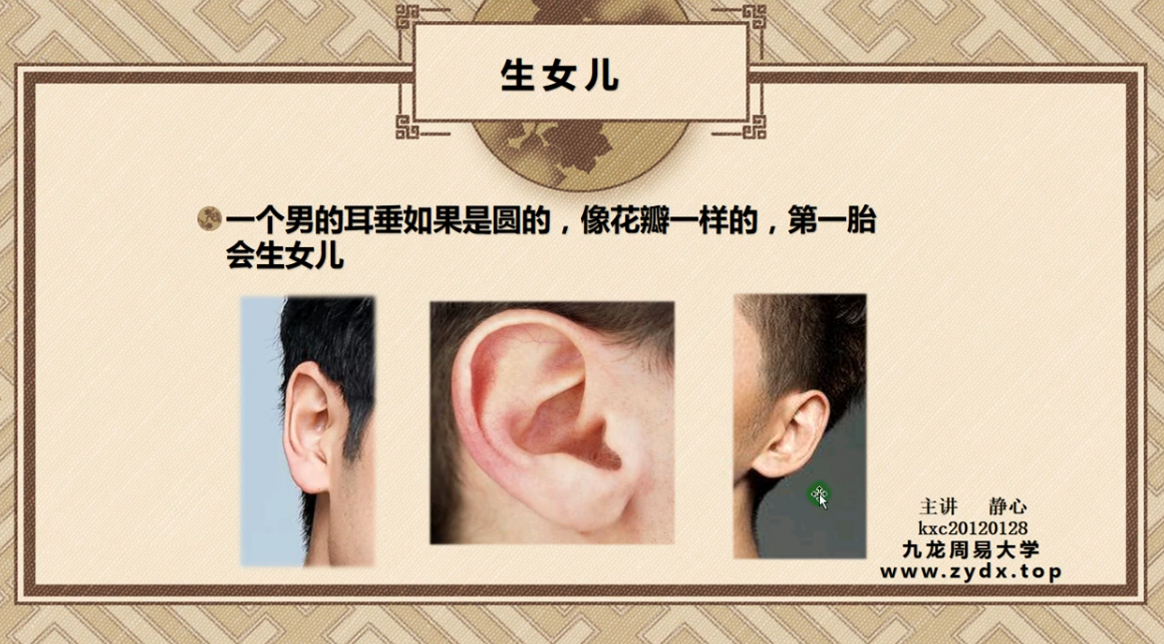 生女儿
一个男的耳垂如果是圆的，像花瓣一样的，第一胎
会生女儿
主讲 静心
kxc20120128
九龙周易大学
www.zydx.top